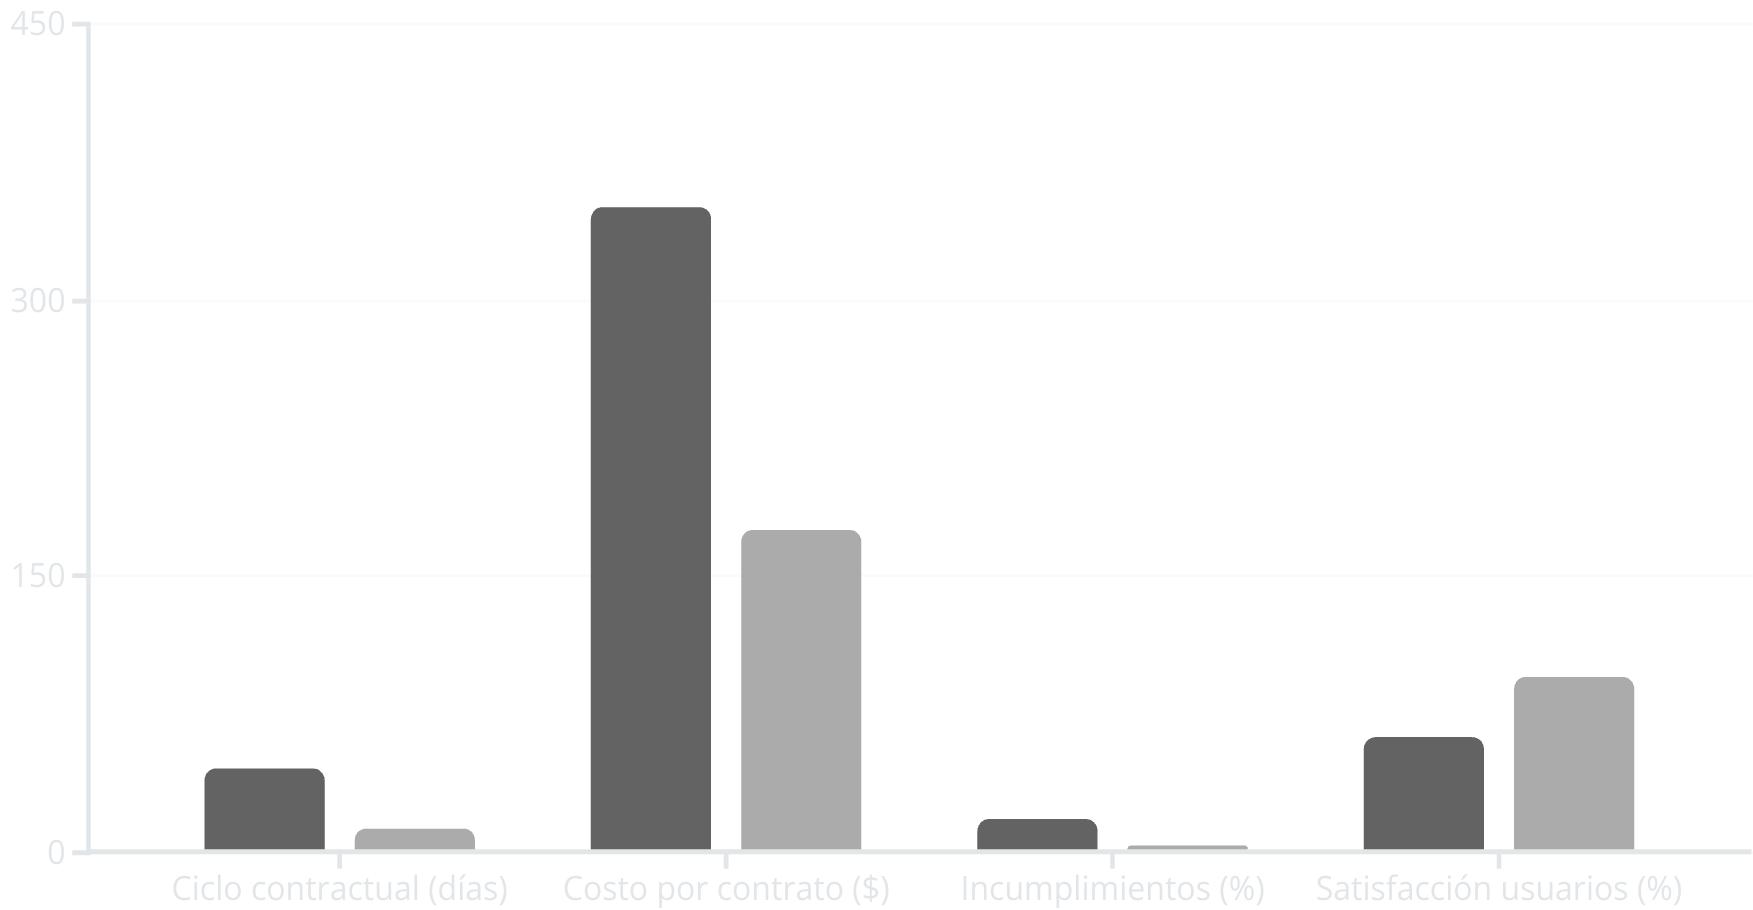 450
300
150
0
Ciclo contractual (días)
Costo por contrato ($)
Incumplimientos (%)
Satisfacción usuarios (%)